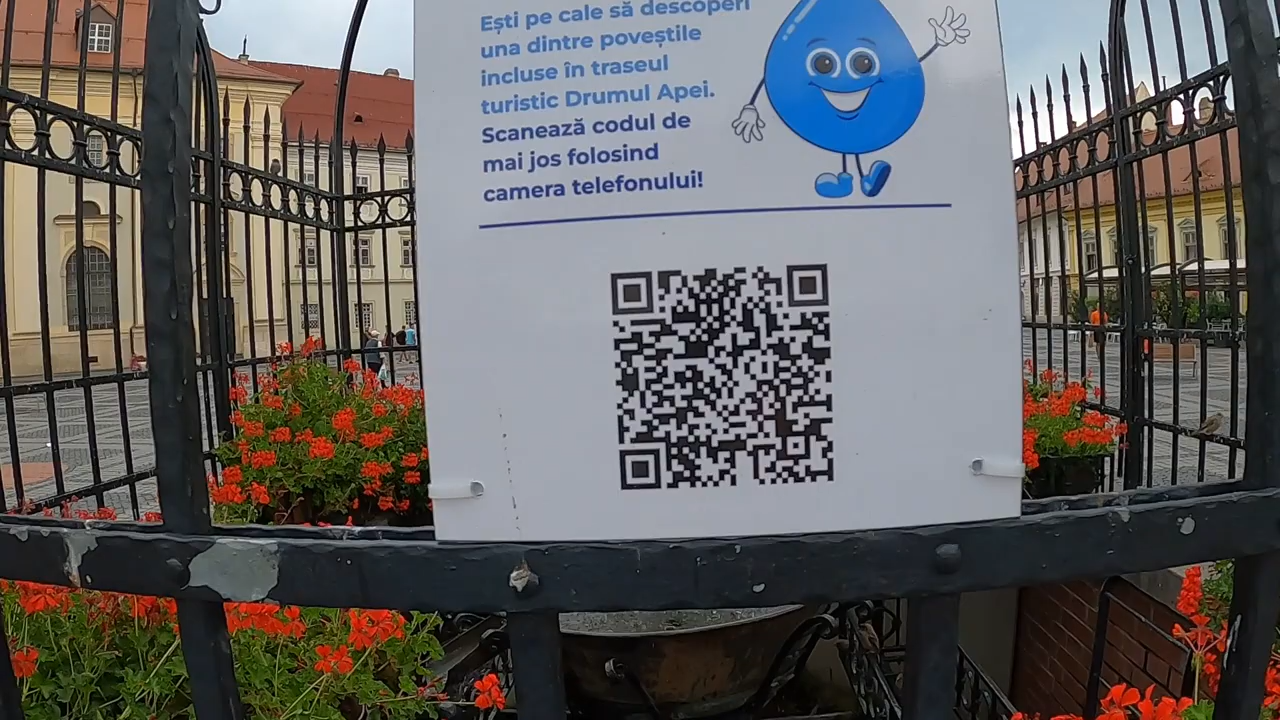 Ești pe cale să descoperi
una dintre poveștile
incluse în traseul
turistic Drumul Apei.
Scanează codul de
mai jos folosind
camera telefonului!